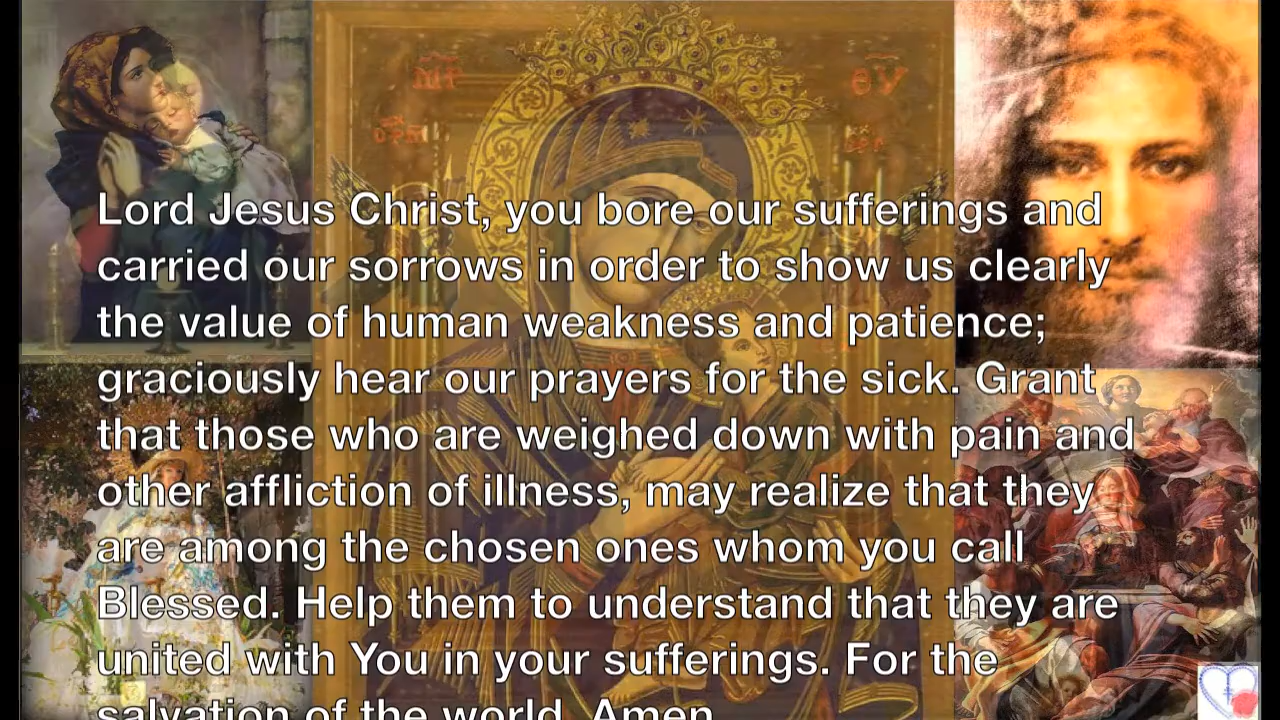 Lord Jesus Christ, you bore our sufferings and
carried our sorrows in order to show us clearly
the value of human weakness and patience;
graciously hear our prayers for the sick. Grant
that those who are weighed down with pain and
other affliction of illness, may realize that they
are among the chosen ones whom you call
Blessed. Help them to understand that they are
united with You in your sufferings. For the
salvation of the world. Amen